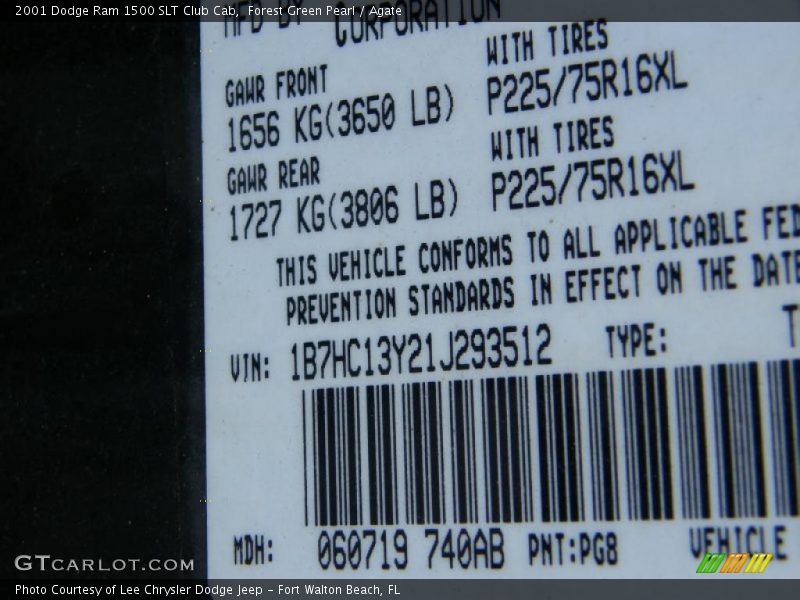 2001 Dodge Ram 1500 SLT Club Cab, Forest Green Pearl / Agate
MFD BY CORPORATION
GAWR FRONT WITH TIRES
1656 KG(3650 LB) P225/75R16XL
GAWR REAR WITH TIRES
1727 KG(3806 LB) P225/75R16XL
THIS VEHICLE CONFORMS TO ALL APPLICABLE FED
PREVENTION STANDARDS IN EFFECT ON THE DATE
VIN: 1B7HC13Y21J293512 TYPE: T
MDH: 060719 740AB PNT:PG8 VEHICLE
GTCARLOT.COM
Photo Courtesy of Lee Chrysler Dodge Jeep - Fort Walton Beach, FL